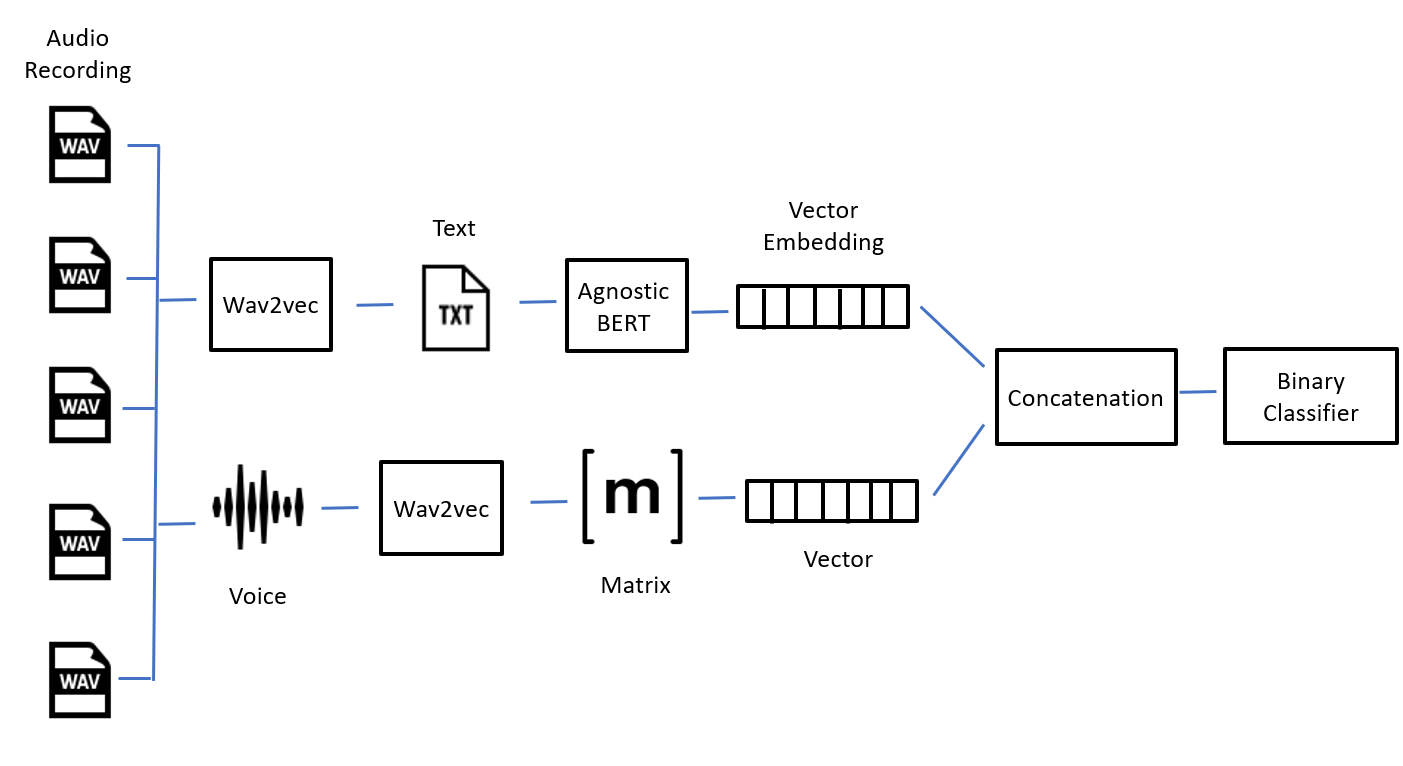 Audio
Recording
WAV
WAV
WAV
WAV
WAV
Wav2vec
Text
TXT
Agnostic
BERT
Vector
Embedding
Voice
Wav2vec
m
Matrix
Vector
Concatenation
Binary
Classifier